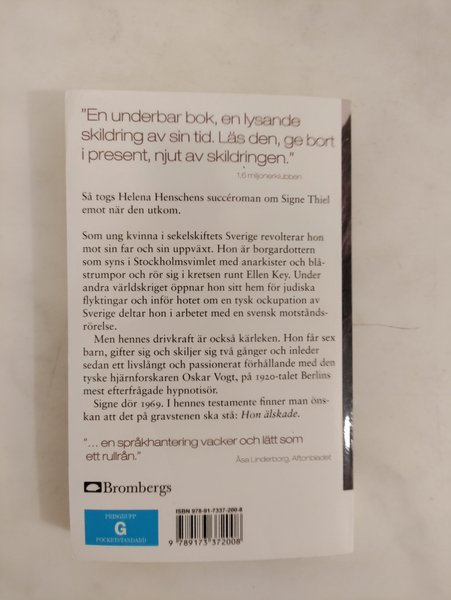 "En underbar bok, en lysande
skildring av sin tid. Läs den, ge bort
i present, njut av skildringen."
1,6 miljonerklubben
Så togs Helena Henschens succéroman om Signe Thiel
emot när den utkom.
Som ung kvinna i sekelskiftets Sverige revolterar hon
mot sin far och sin uppväxt. Hon är borgardottern
som syns i Stockholmsvimlet med anarkister och blå-
strumpor och rör sig i kretsen runt Ellen Key. Under
andra världskriget öppnar hon sitt hem för judiska
flyktingar och inför hotet om en tysk ockupation av
Sverige deltar hon i arbetet med en svensk motstånds-
rörelse.
Men hennes drivkraft är också kärleken. Hon får sex
barn, gifter sig och skiljer sig två gånger och inleder
sedan ett livslångt och passionerat förhållande med den
tyske hjärnforskaren Oskar Vogt, på 1920-talet Berlins
mest efterfrågade hypnotisör.
Signe dör 1969. I hennes testamente finner man öns-
kan att det på gravstenen ska stå: Hon älskade.
"... en språkhantering vacker och lätt som
ett rullrån."
Åsa Linderborg, Aftonbladet
Brombergs
PRISGRUPP
G
POCKETSTANDARD
ISBN 978-91-7337-200-8
9 789173 372008